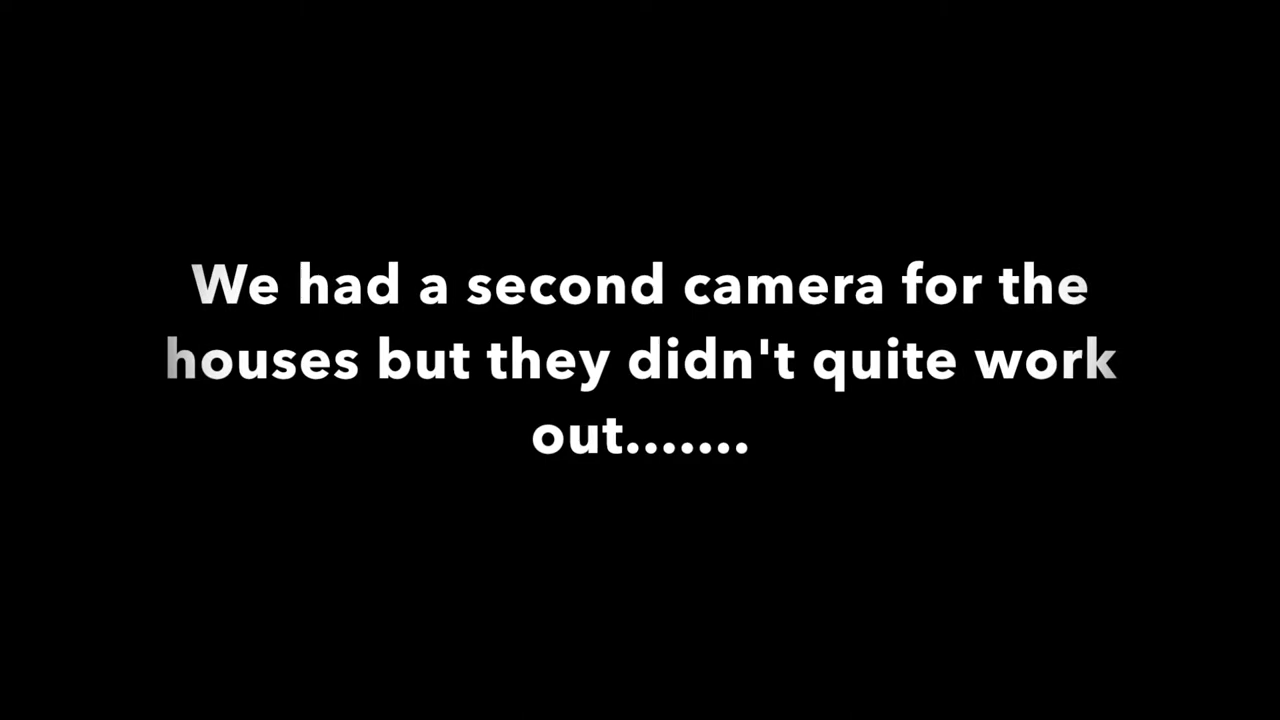 We had a second camera for the
houses but they didn't quite work
out.......